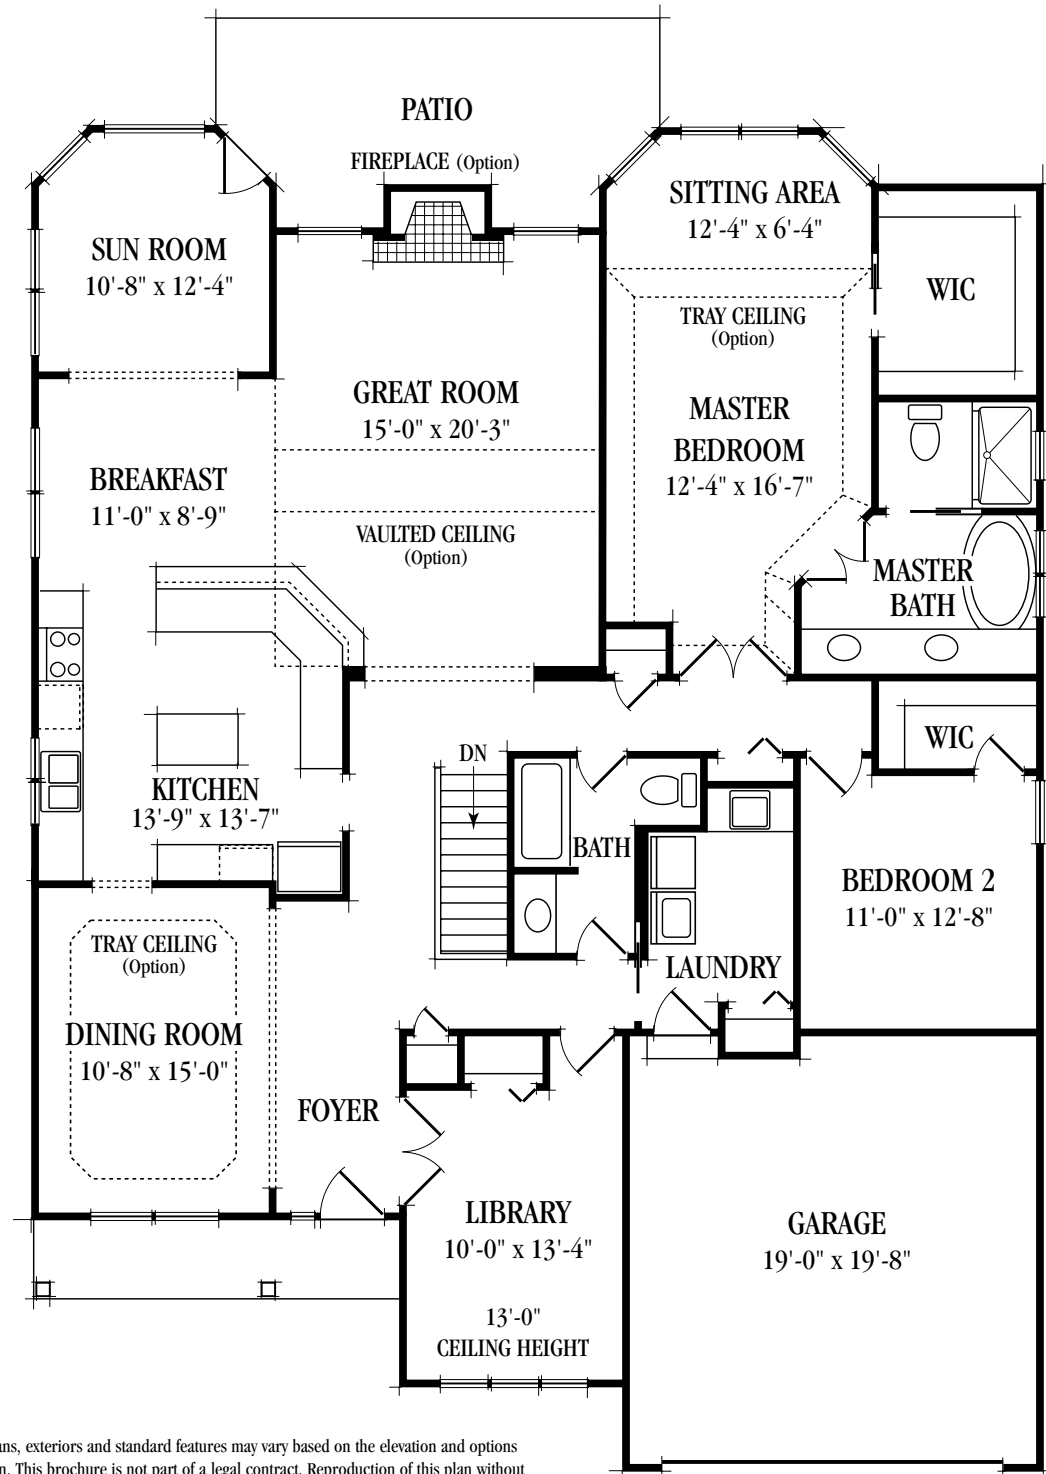 PATIO
FIREPLACE (Option)
SITTING AREA
12'-4" x 6'-4"
SUN ROOM
10'-8" x 12'-4"
WIC
TRAY CEILING
(Option)
GREAT ROOM
15'-0" x 20'-3"
MASTER
BEDROOM
12'-4" x 16'-7"
BREAKFAST
11'-0" x 8'-9"
VAULTED CEILING
(Option)
MASTER
BATH
WIC
DN
KITCHEN
13'-9" x 13'-7"
BATH
BEDROOM 2
11'-0" x 12'-8"
TRAY CEILING
(Option)
LAUNDRY
DINING ROOM
10'-8" x 15'-0"
FOYER
LIBRARY
10'-0" x 13'-4"
GARAGE
19'-0" x 19'-8"
13'-0"
CEILING HEIGHT
exteriors and standard features may vary based on the elevation and options
This brochure is not part of a legal contract. Reproduction of this plan without